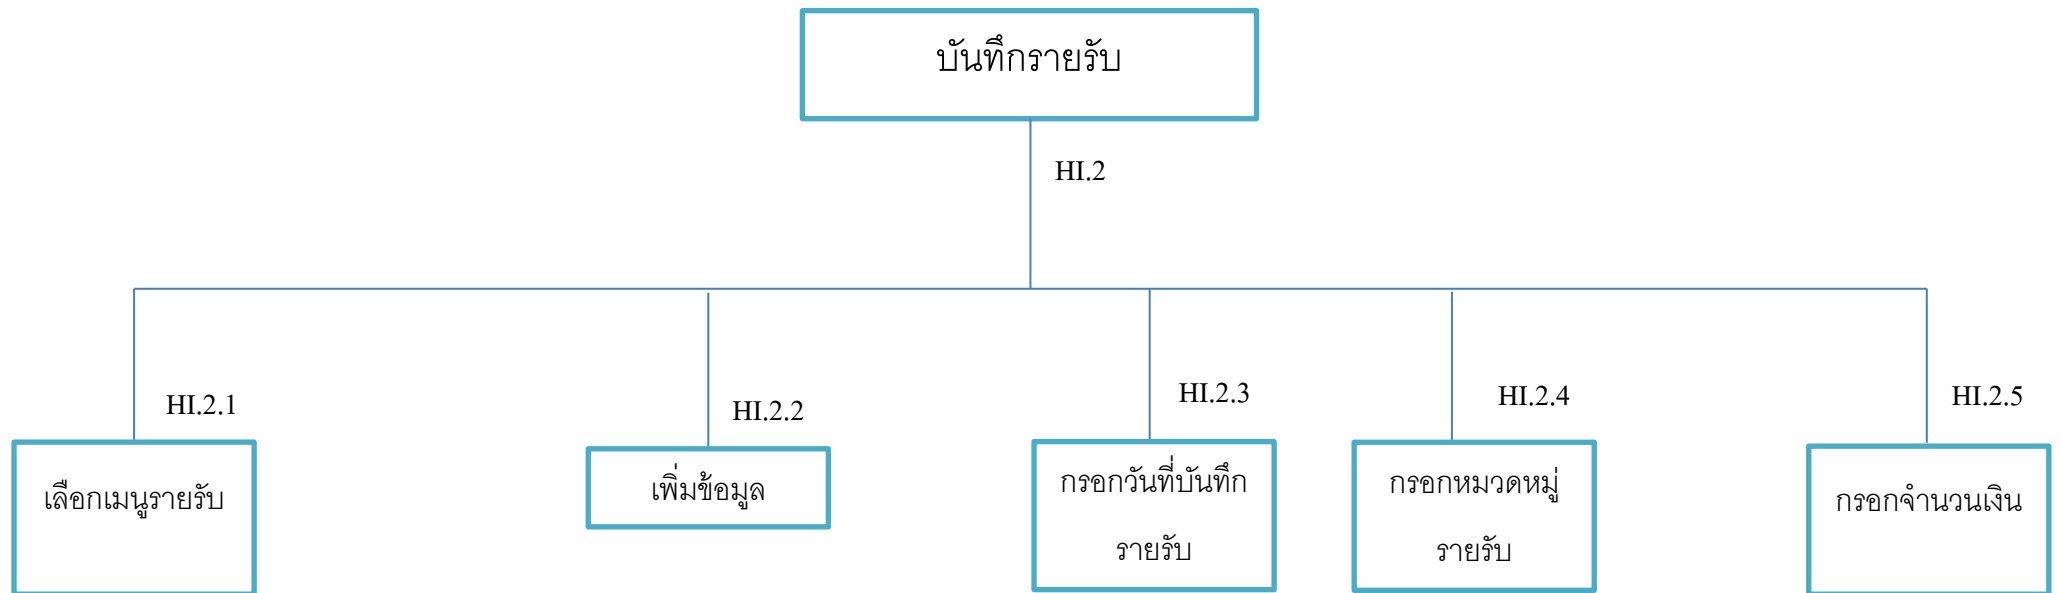 บันทึกรายรับ
HI.2
HI.2.1
HI.2.2
HI.2.3
HI.2.4
HI.2.5
เลือกเมนูรายรับ
เพิ่มข้อมูล
กรอกวันที่บันทึก
รายรับ
กรอกหมวดหมู่
รายรับ
กรอกจำนวนเงิน